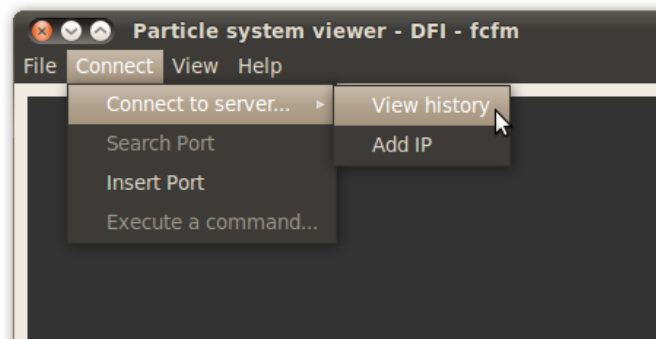 Particle system viewer - DFI - fcfm
File Connect View Help
Connect to server... View history
Search Port Add IP
Insert Port
Execute a command...